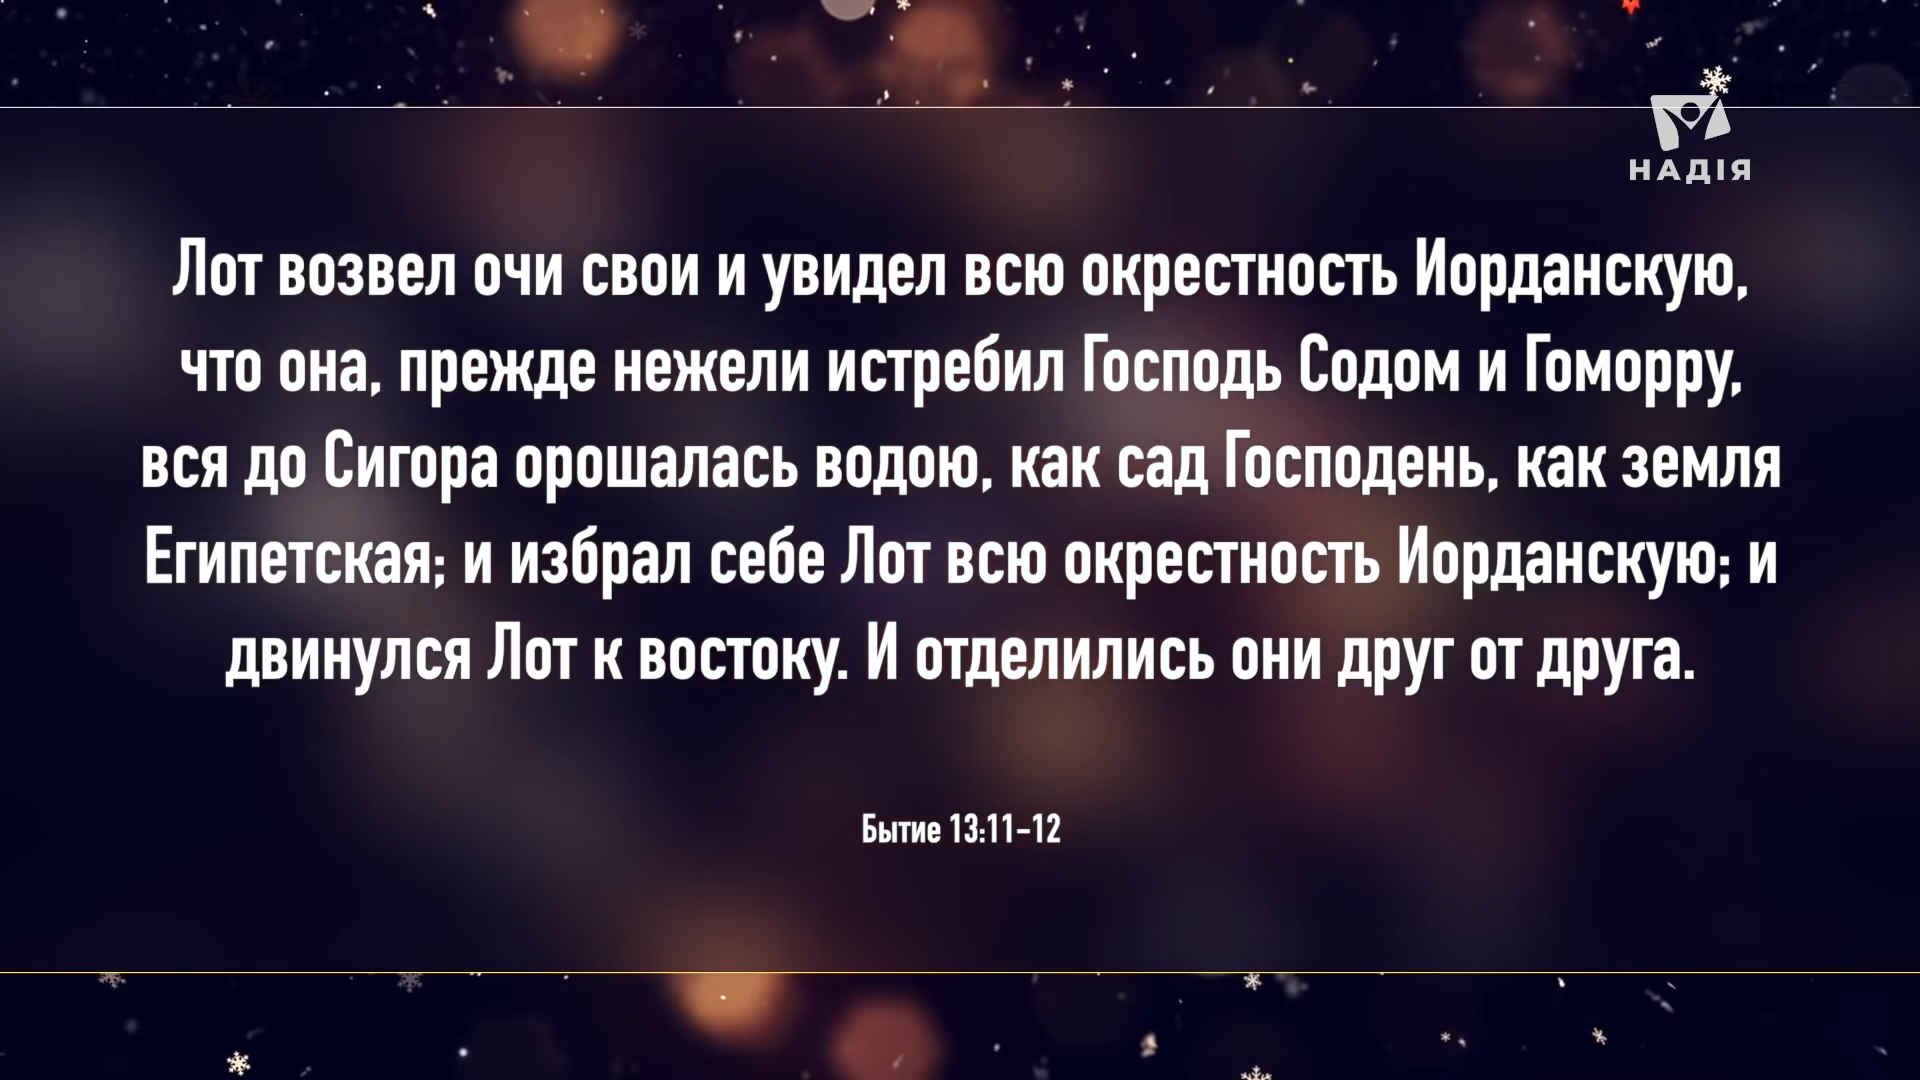 НАДІЯ
Лот возвел очи свои и увидел всю окрестность Иорданскую,
что она, прежде нежели истребил Господь Содом и Гоморру,
вся до Сигора орошалась водою, как сад Господень, как земля
Египетская; и избрал себе Лот всю окрестность Иорданскую; и
двинулся Лот к востоку. И отделились они друг от друга.
Бытие 13:11–12